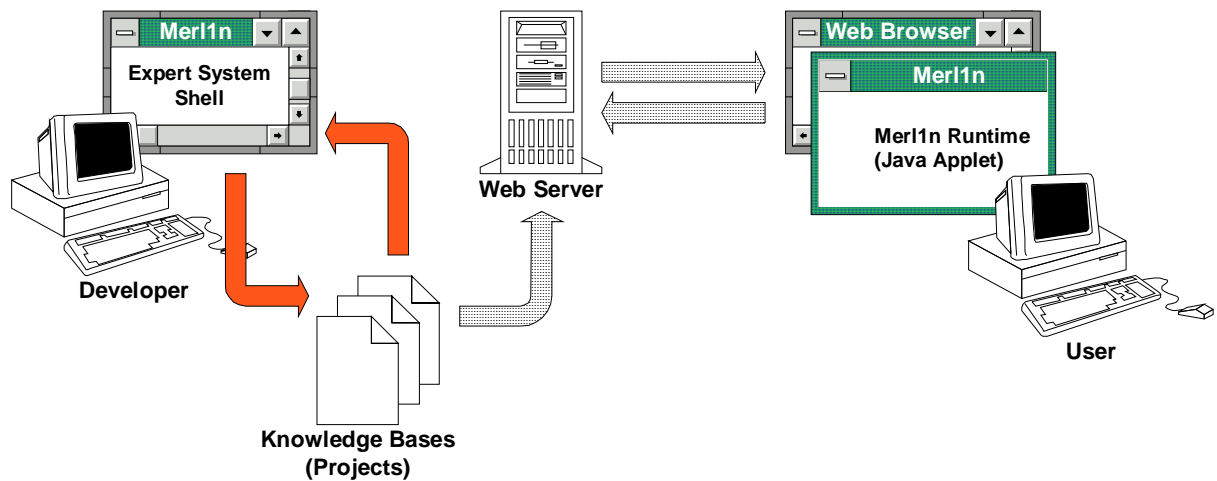 Merl1n
Expert System
Shell
Developer
Knowledge Bases
(Projects)
Web Server
Web Browser
Merl1n
Merl1n Runtime
(Java Applet)
User